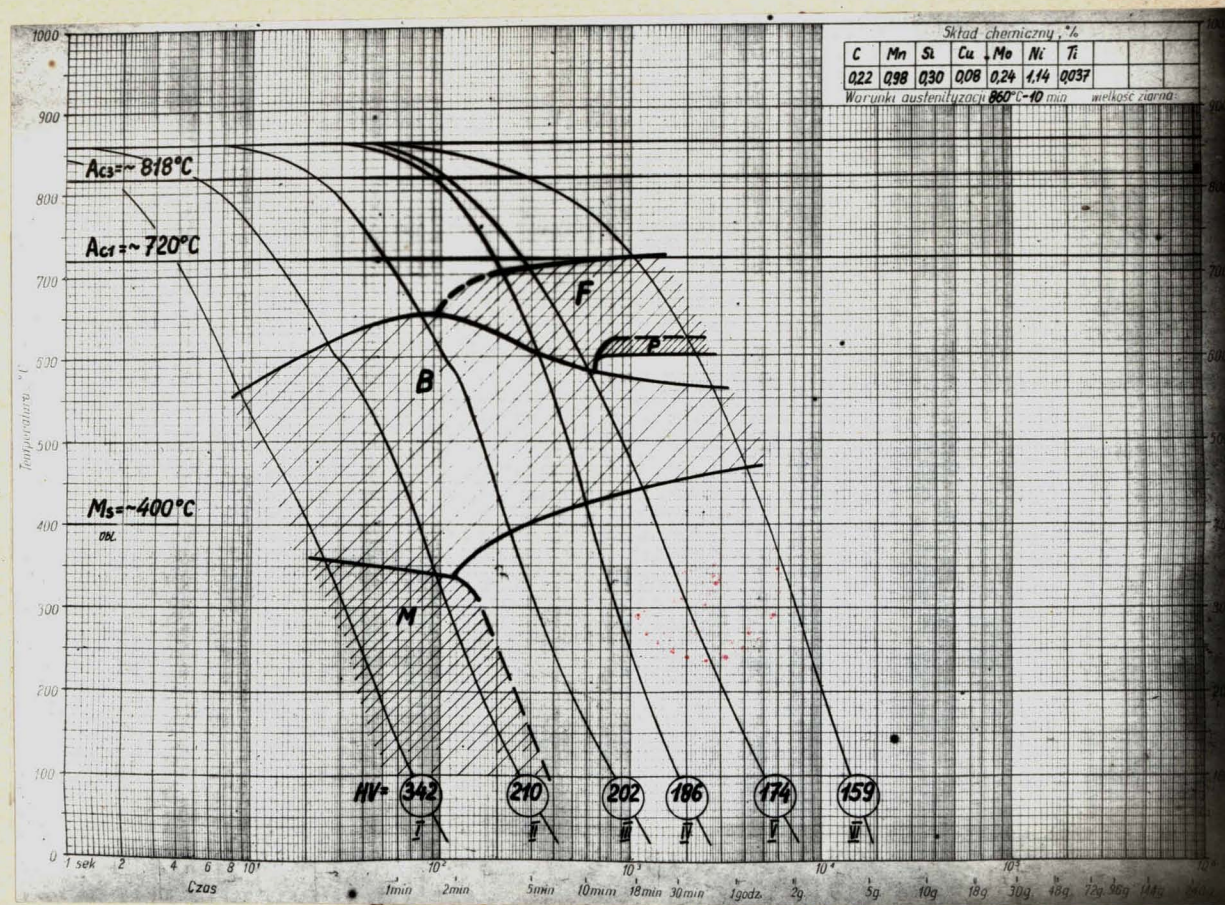 Skład chemiczny, %
C Mn Si Cu Mo Ni Ti
0,22 0,98 0,30 0,08 0,24 1,14 0,037
Warunki austenityzacji 860°C-10 min wielkość ziarna:
1000
900
Ac3=~818°C
800
Ac1=~720°C
700
F
600
P
B
Temperatura, °C
500
Ms=~400°C
400
obl.
300
M
200
100
HV= 342 210 202 186 174 159
I II III IV V VI
0
1 sek 2 4 6 8 10¹ 10² 10³ 10⁴ 10⁵
Czas
1min 2min 5min 10min 18min 30min 1godz. 2g. 5g. 10g. 18g. 30g. 48g. 72g. 96g. 144g.